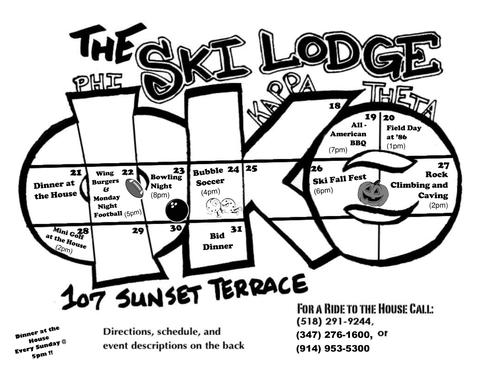 THE SKI LODGE
PHI
KAPPA
THETA
18
19
All -
American
BBQ
(7pm)
20
Field Day
at '86
(1pm)
21
Dinner at
the House
22
Wing
Burgers
&
Monday
Night
Football (5pm)
23
Bowling
Night
(8pm)
24
Bubble
Soccer
(4pm)
25
26
Ski Fall Fest
(6pm)
27
Rock
Climbing and
Caving
(2pm)
28
Mini Golf
at the House
(2pm)
29
30
31
Bid
Dinner
107 SUNSET TERRACE
Dinner at the
House
Every Sunday @
5pm !!
Directions, schedule, and
event descriptions on the back
FOR A RIDE TO THE HOUSE CALL:
(518) 291-9244,
(347) 276-1600, or
(914) 953-5300